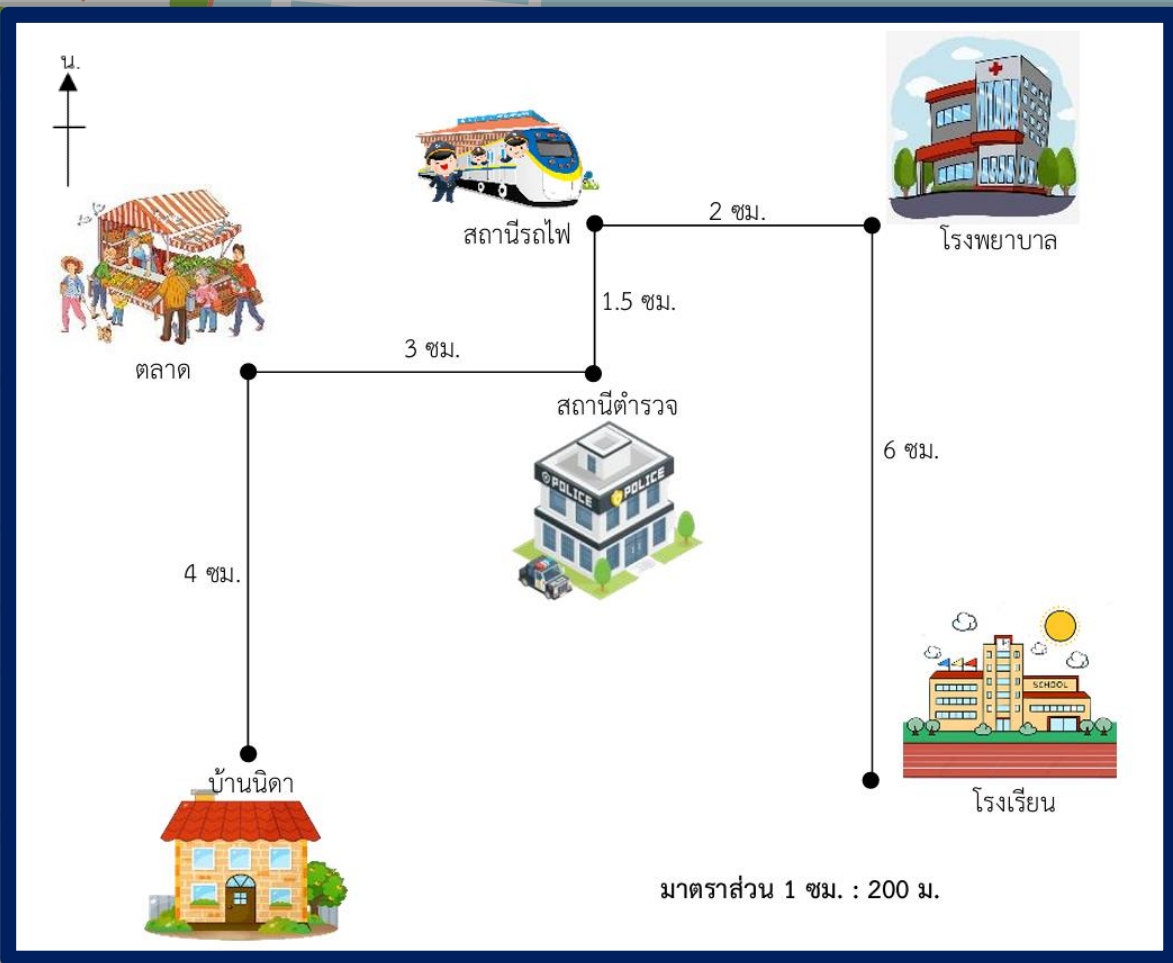 น.
สถานีรถไฟ
2 ซม.
โรงพยาบาล
1.5 ซม.
3 ซม.
ตลาด
สถานีตำรวจ
POLICE
POLICE
6 ซม.
4 ซม.
SCHOOL
บ้านนิดา
โรงเรียน
มาตราส่วน 1 ซม. : 200 ม.